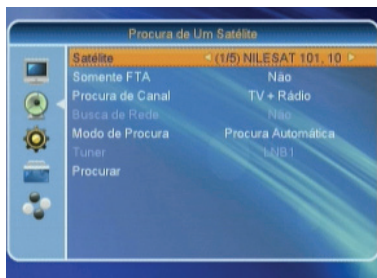 Procura de Um Satélite
Satélite (1/5) NILESAT 101, 10
Somente FTA Não
Procura de Canal TV + Rádio
Busca de Rede Não
Modo de Procura Procura Automática
Tuner LNB1
Procurar